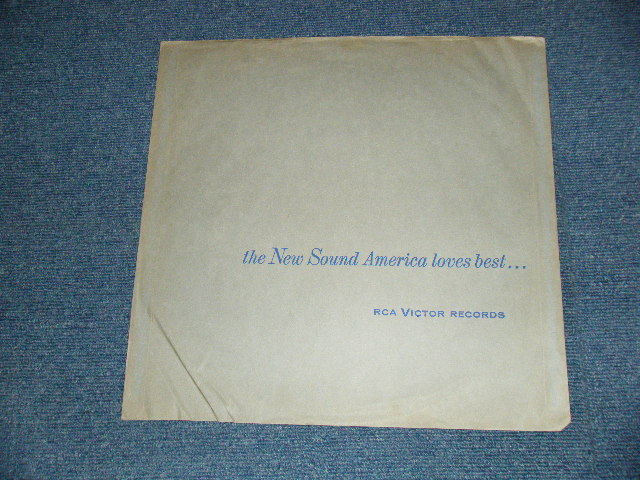 the New Sound America loves best...
RCA VICTOR RECORDS